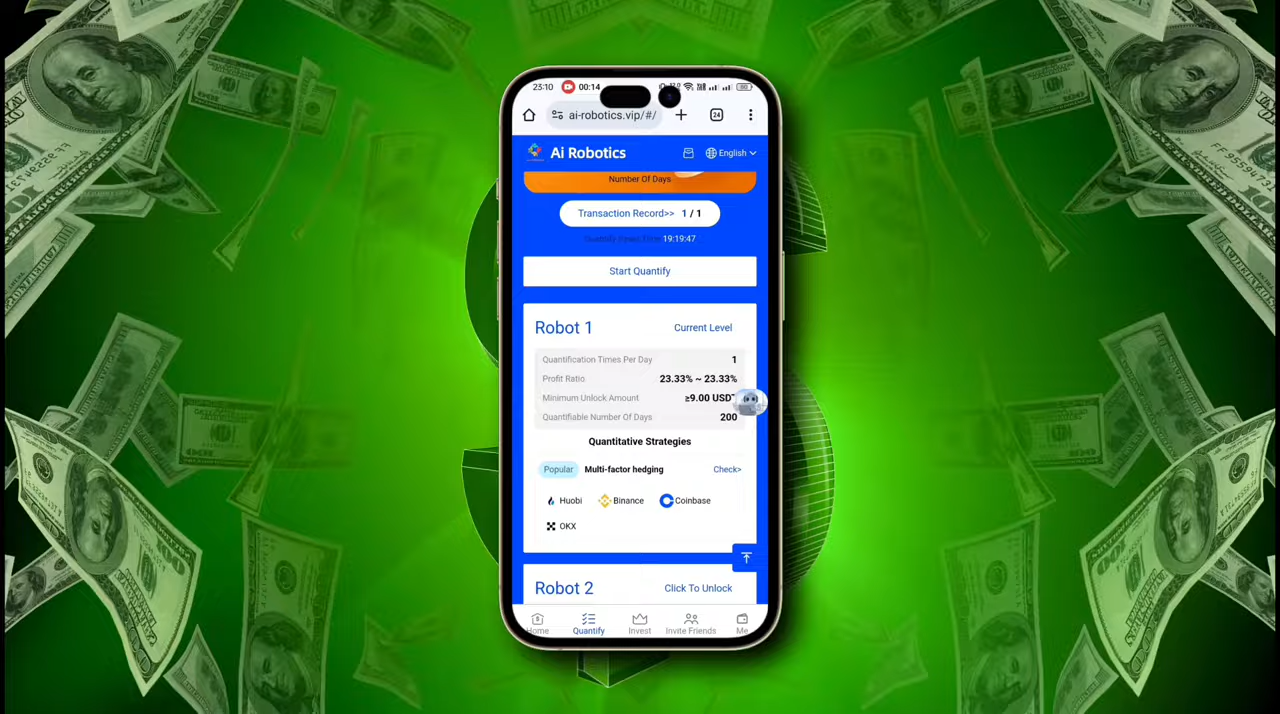 23:10 00:14
ai-robotics.vip/#/
24
Ai Robotics English
Number Of Days
Transaction Record>> 1 / 1
19:19:47
Start Quantify
Robot 1 Current Level
Quantification Times Per Day 1
Profit Ratio 23.33% ~ 23.33%
Minimum Unlock Amount ≥9.00 USDT
Quantifiable Number Of Days 200
Quantitative Strategies
Popular Multi-factor hedging Check>
Huobi Binance Coinbase
OKX
Robot 2 Click To Unlock
Home Quantify Invest Invite Friends Me